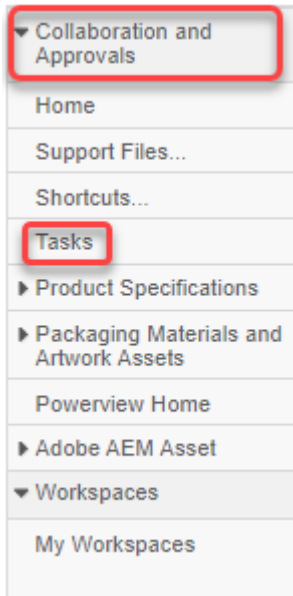 Collaboration and
Approvals
Home
Support Files...
Shortcuts...
Tasks
Product Specifications
Packaging Materials and
Artwork Assets
Powerview Home
Adobe AEM Asset
Workspaces
My Workspaces